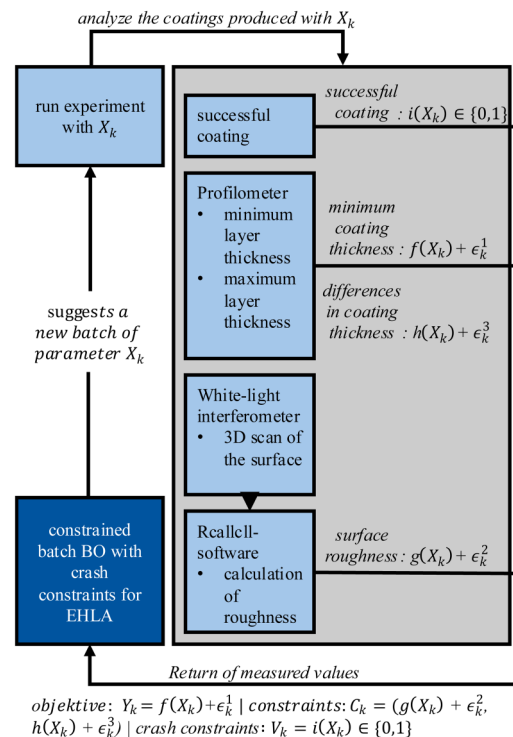 analyze the coatings produced with X_k
run experiment
with X_k
successful
coating
successful
coating : i(X_k) ∈ {0,1}
Profilometer
• minimum
layer
thickness
• maximum
layer
thickness
minimum
coating
thickness : f(X_k) + ϵ_k^1
differences
in coating
thickness : h(X_k) + ϵ_k^3
suggests a
new batch of
parameter X_k
White-light
interferometer
• 3D scan of
the surface
constrained
batch BO with
crash
constraints for
EHLA
Rcallcll-
software
• calculation
of
roughness
surface
roughness: g(X_k) + ϵ_k^2
Return of measured values
objektive: Y_k = f(X_k)+ϵ_k^1 | constraints: C_k = (g(X_k) + ϵ_k^2,
h(X_k) + ϵ_k^3) | crash constraints: V_k = i(X_k) ∈ {0,1}